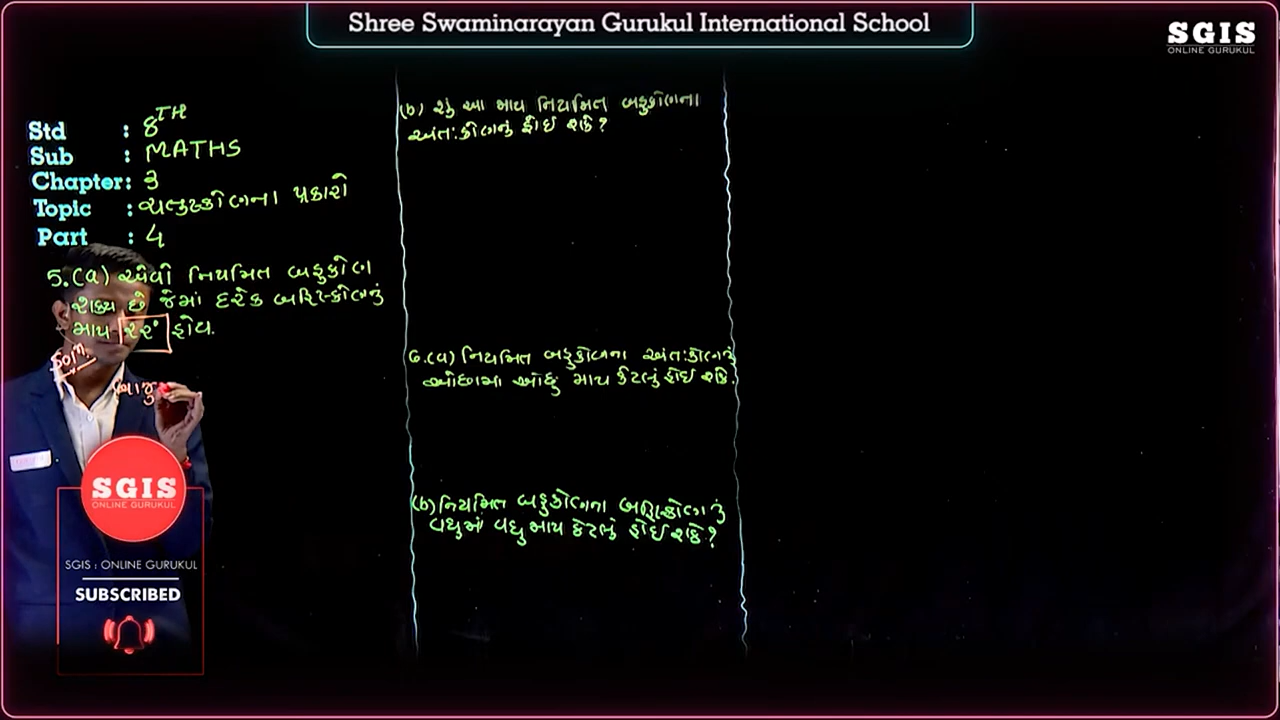 Shree Swaminarayan Gurukul International School
SGIS
ONLINE GURUKUL
Std : 8TH
Sub : MATHS
Chapter: 3
Topic : ચતુષ્કોણના પ્રકારો
Part : 4
5.(a) એવો નિયમિત બહુકોણ
શક્ય છે જેમાં દરેક બહિષ્કોણનું
માપ ૨૨° હોય.
બાજુ
(b) શું આ માપ નિયમિત બહુકોણના
અંતઃકોણનું હોઈ શકે?
6.(a) નિયમિત બહુકોણના અંતઃકોણનું
ઓછામાં ઓછું માપ કેટલું હોઈ શકે.
(b) નિયમિત બહુકોણના બહિષ્કોણનું
વધુમાં વધુ માપ કેટલું હોઈ શકે?
SGIS
ONLINE GURUKUL
SGIS : ONLINE GURUKUL
SUBSCRIBED